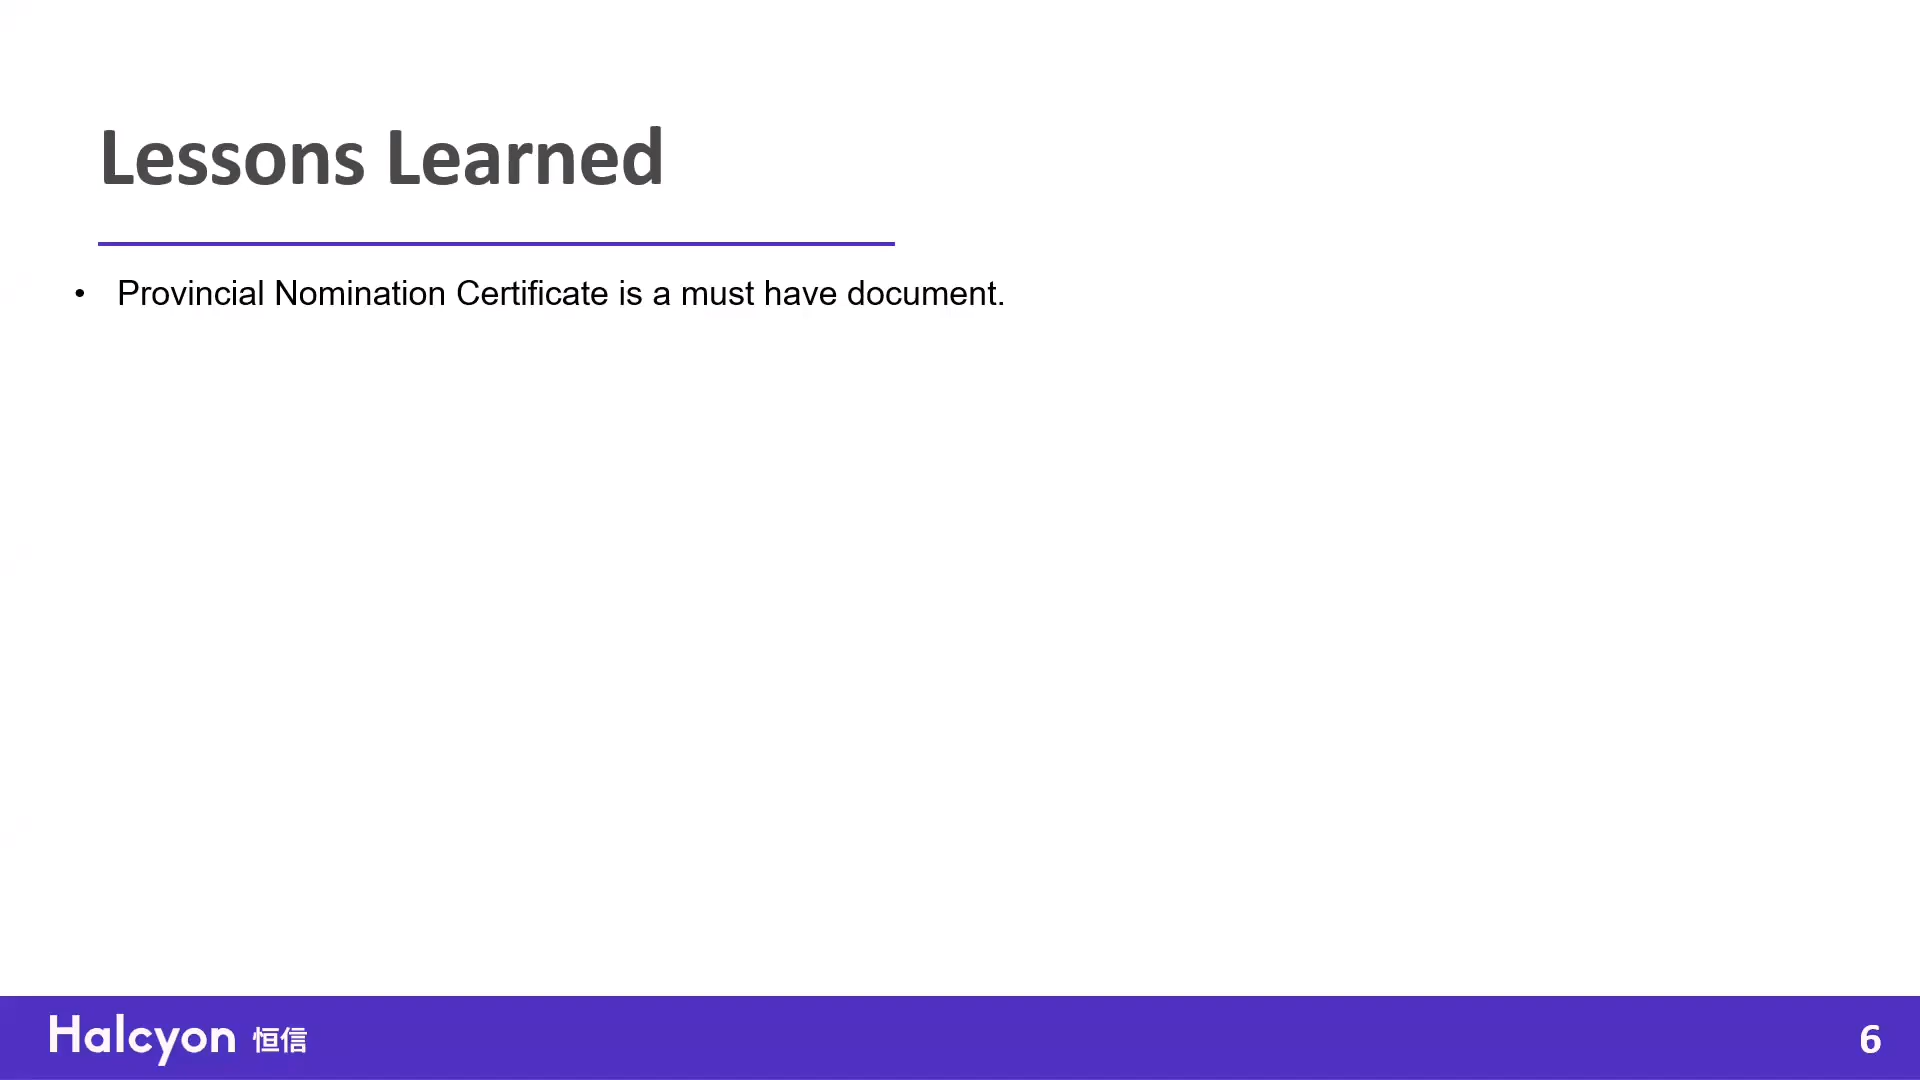 Lessons Learned
• Provincial Nomination Certificate is a must have document.
Halcyon 恒信
6